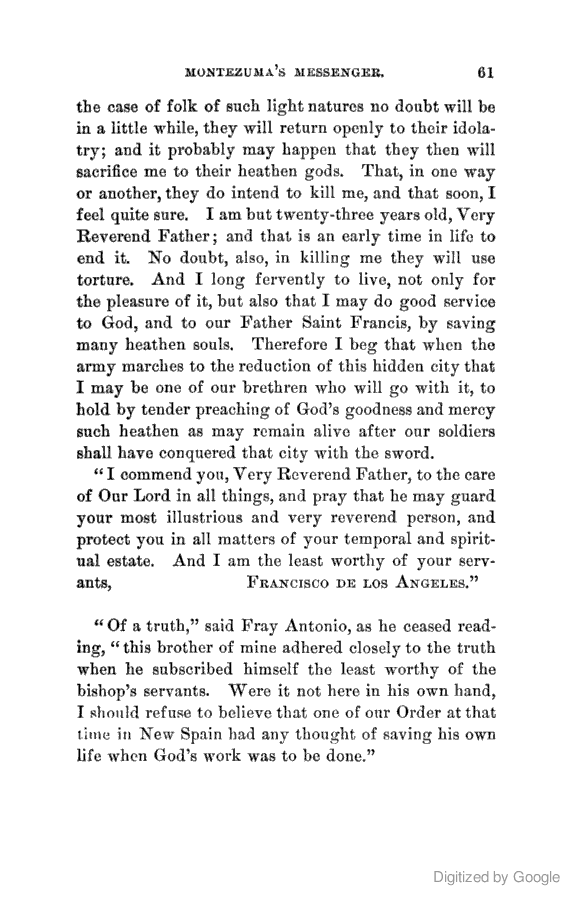 MONTEZUMA'S MESSENGER. 61
the case of folk of such light natures no doubt will be
in a little while, they will return openly to their idola-
try; and it probably may happen that they then will
sacrifice me to their heathen gods. That, in one way
or another, they do intend to kill me, and that soon, I
feel quite sure. I am but twenty-three years old, Very
Reverend Father; and that is an early time in life to
end it. No doubt, also, in killing me they will use
torture. And I long fervently to live, not only for
the pleasure of it, but also that I may do good service
to God, and to our Father Saint Francis, by saving
many heathen souls. Therefore I beg that when the
army marches to the reduction of this hidden city that
I may be one of our brethren who will go with it, to
hold by tender preaching of God's goodness and mercy
such heathen as may remain alive after our soldiers
shall have conquered that city with the sword.
"I commend you, Very Reverend Father, to the care
of Our Lord in all things, and pray that he may guard
your most illustrious and very reverend person, and
protect you in all matters of your temporal and spirit-
ual estate. And I am the least worthy of your serv-
ants, FRANCISCO DE LOS ANGELES."
"Of a truth," said Fray Antonio, as he ceased read-
ing, "this brother of mine adhered closely to the truth
when he subscribed himself the least worthy of the
bishop's servants. Were it not here in his own hand,
I should refuse to believe that one of our Order at that
time in New Spain had any thought of saving his own
life when God's work was to be done."
Digitized by Google